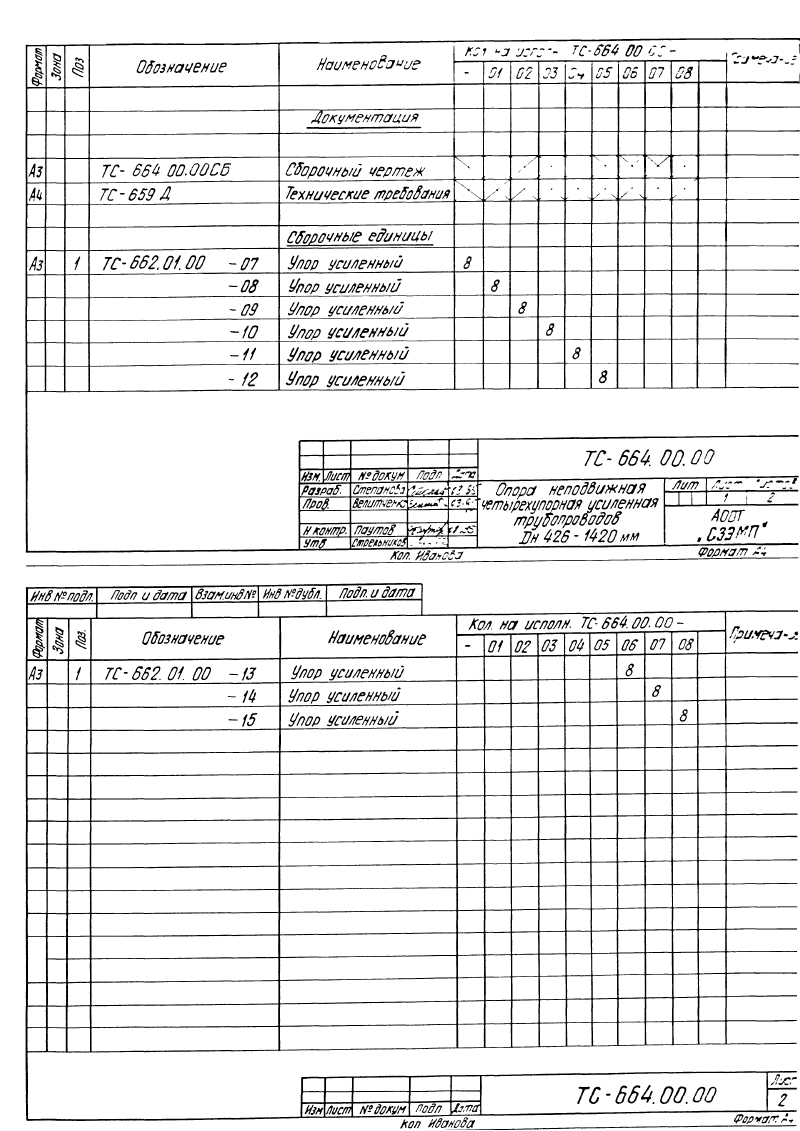 Формат Зона Поз Обозначение Наименование Кол на исполн ТС-664 00 00 -
- 01 02 03 04 05 06 07 08
Документация
А3 ТС- 664 00.00СБ Сборочный чертеж
А4 ТС-659 Д Технические требования
Сборочные единицы
А3 1 ТС-662.01.00 -07 Упор усиленный 8
-08 Упор усиленный 8
-09 Упор усиленный 8
-10 Упор усиленный 8
-11 Упор усиленный 8
-12 Упор усиленный 8
ТС-664.00.00
Изм. Лист № докум Подп Дата
Разраб. Степанова
Пров. Велитченко
Н контр. Паутов
Утв Стрельников
Опора неподвижная
четырехупорная усиленная
трубопроводов
Dн 426-1420 мм
Лит Лист Листов
1 2
АООТ
„СЗЭМП"
Коп. Иванова Формат А4
Инв № подл. Подп и дата Взам.инв № Инв № дубл. Подп. и дата
Формат Зона Поз. Обозначение Наименование Кол. на исполн. ТС-664.00.00-
- 01 02 03 04 05 06 07 08
А3 1 ТС-662.01.00 -13 Упор усиленный 8
-14 Упор усиленный 8
-15 Упор усиленный 8
Изм Лист № докум Подп Дата
ТС-664.00.00
Лист
2
Коп Иванова Формат А4